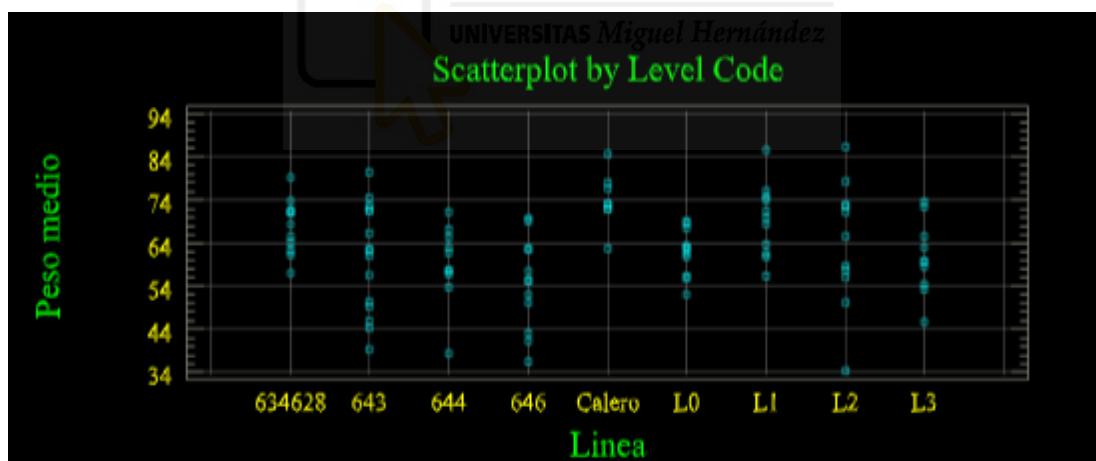 UNIVERSITAS Miguel Hernández
Scatterplot by Level Code
Peso medio
94
84
74
64
54
44
34
634628 643 644 646 Calero L0 L1 L2 L3
Linea